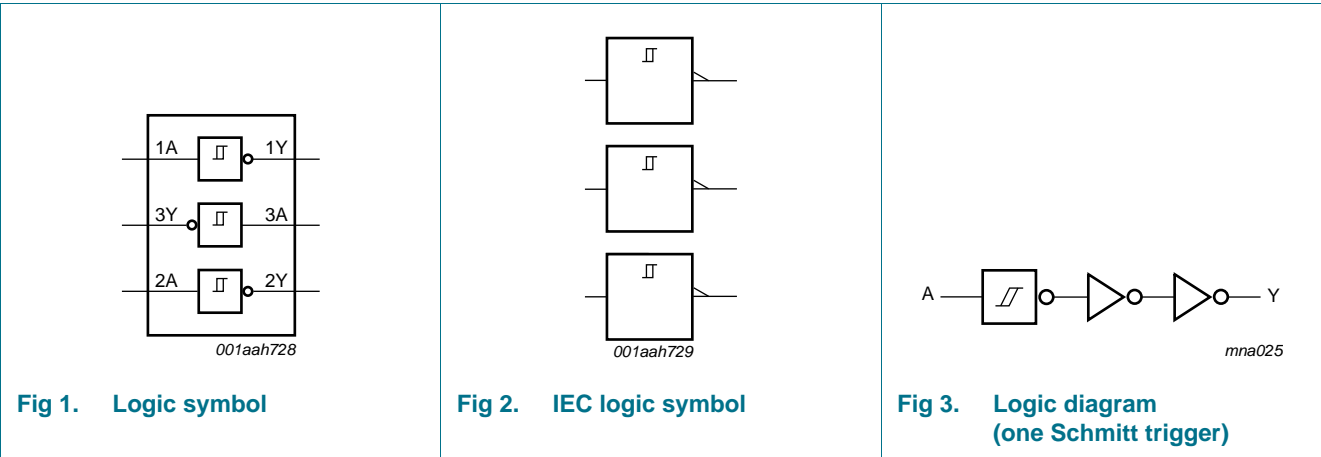 1A 1Y
3Y 3A
2A 2Y
001aah728
Fig 1. Logic symbol
001aah729
Fig 2. IEC logic symbol
A Y
mna025
Fig 3. Logic diagram
(one Schmitt trigger)